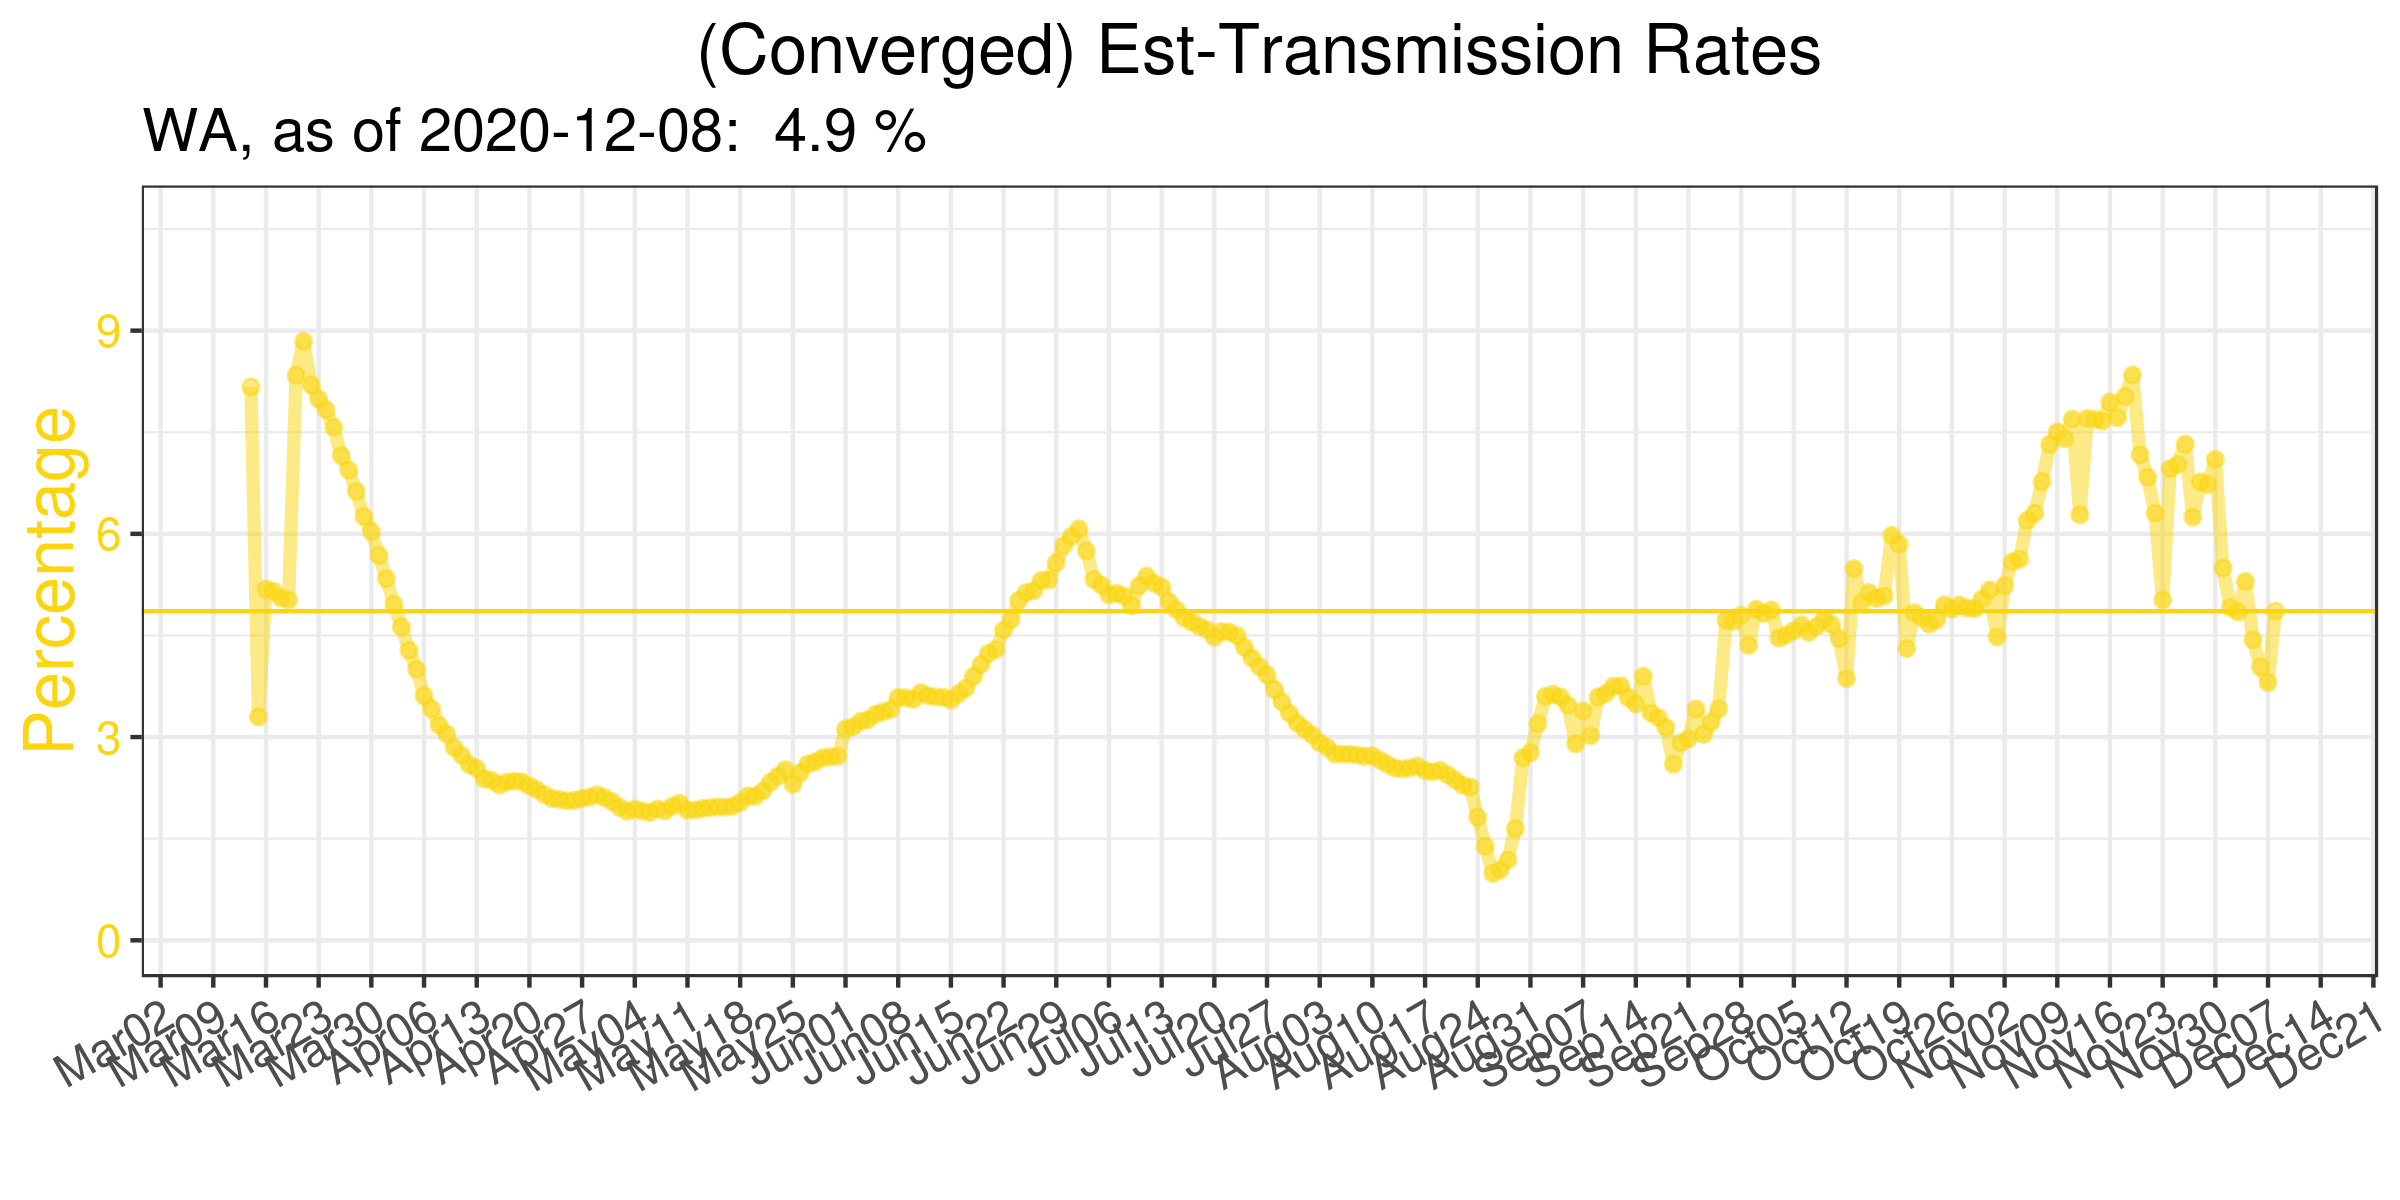 (Converged) Est-Transmission Rates
WA, as of 2020-12-08:  4.9 %
Percentage
9
6
3
0
Mar02
Mar09
Mar16
Mar23
Mar30
Apr06
Apr13
Apr20
Apr27
May04
May11
May18
May25
Jun01
Jun08
Jun15
Jun22
Jun29
Jul06
Jul13
Jul20
Jul27
Aug03
Aug10
Aug17
Aug24
Aug31
Sep07
Sep14
Sep21
Sep28
Oct05
Oct12
Oct19
Oct26
Nov02
Nov09
Nov16
Nov23
Nov30
Dec07
Dec14
Dec21